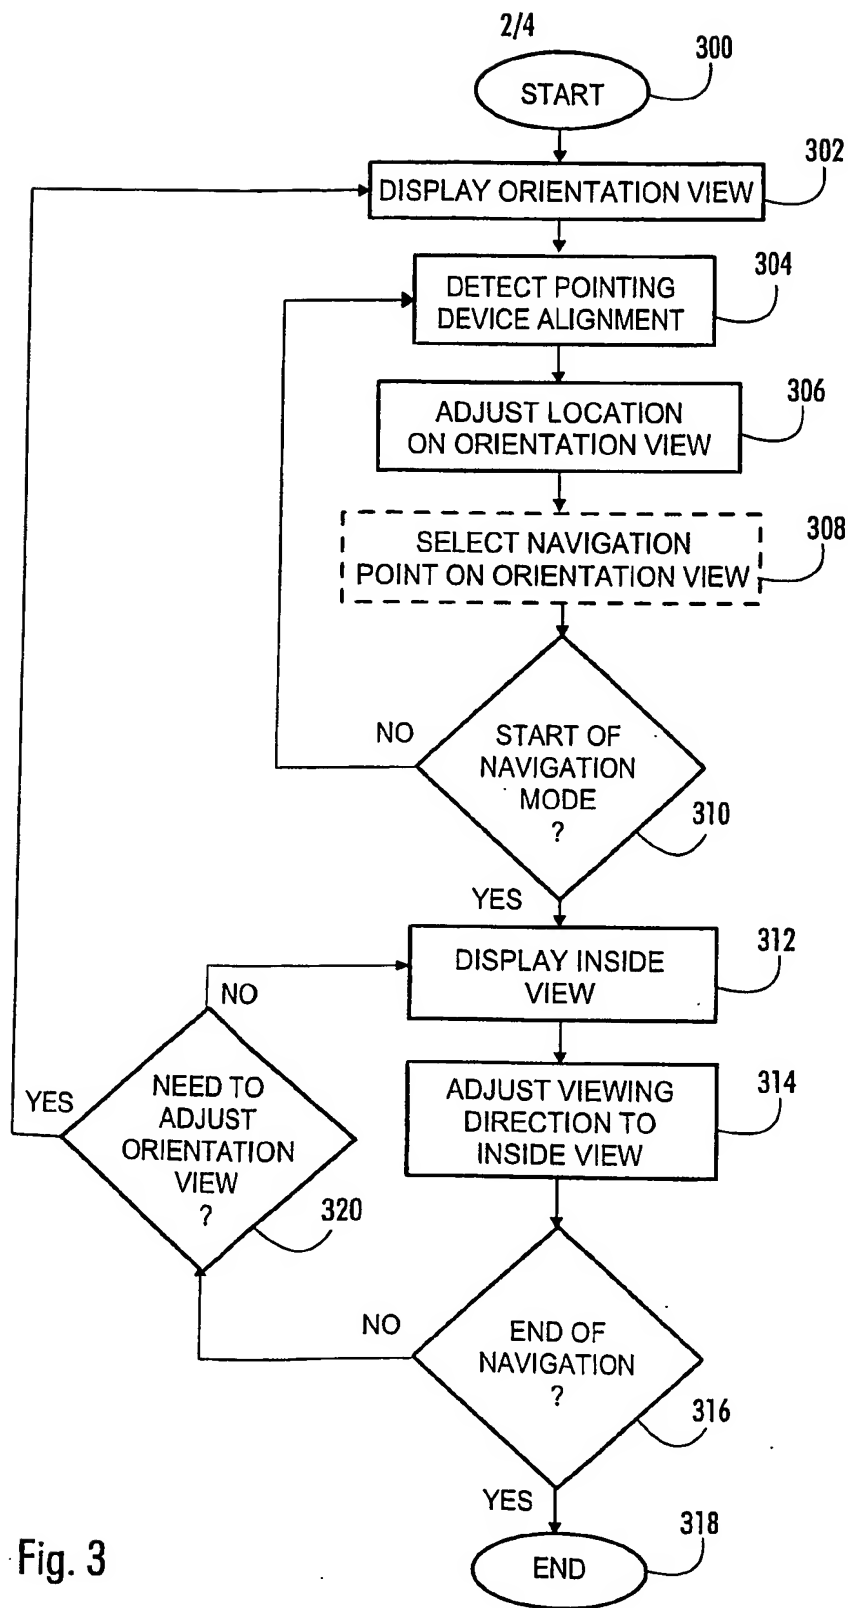 2/4
START
300
DISPLAY ORIENTATION VIEW
302
DETECT POINTING
DEVICE ALIGNMENT
304
ADJUST LOCATION
ON ORIENTATION VIEW
306
SELECT NAVIGATION
POINT ON ORIENTATION VIEW
308
START OF
NAVIGATION
MODE
?
310
NO
YES
DISPLAY INSIDE
VIEW
312
ADJUST VIEWING
DIRECTION TO
INSIDE VIEW
314
END OF
NAVIGATION
?
316
NO
NEED TO
ADJUST
ORIENTATION
VIEW
?
320
NO
YES
YES
END
318
Fig. 3